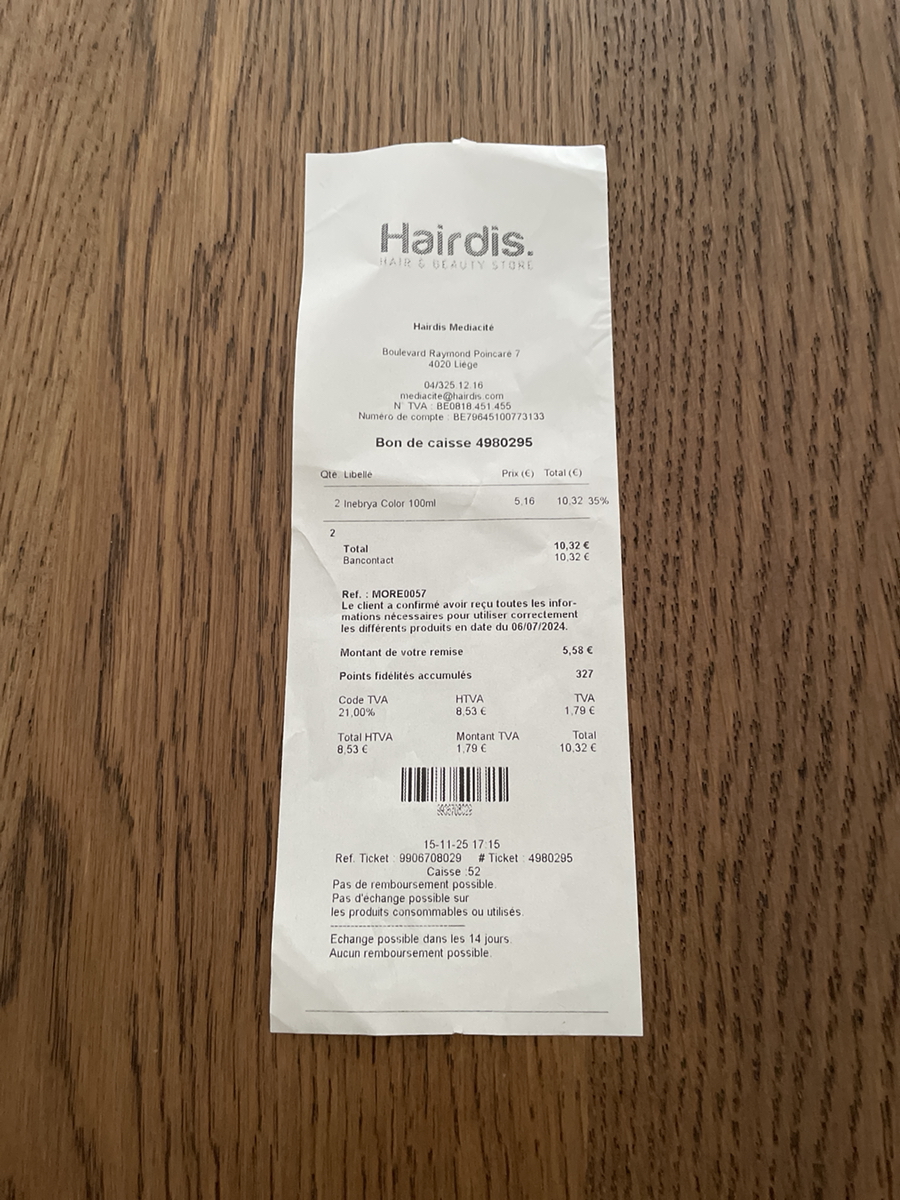 Hairdis.
HAIR & BEAUTY STORE
Hairdis Mediacité
Boulevard Raymond Poincaré 7
4020 Liège
04/325.12.16
mediacite@hairdis.com
N° TVA : BE0818.451.455
Numéro de compte : BE79645100773133
Bon de caisse 4980295
Qté Libellé Prix (€) Total (€)
2 Inebrya Color 100ml 5,16 10,32 35%
2
Total 10,32 €
Bancontact 10,32 €
Ref. : MORE0057
Le client a confirmé avoir reçu toutes les infor-
mations nécessaires pour utiliser correctement
les différents produits en date du 06/07/2024.
Montant de votre remise 5,58 €
Points fidélités accumulés 327
Code TVA HTVA TVA
21,00% 8,53 € 1,79 €
Total HTVA Montant TVA Total
8,53 € 1,79 € 10,32 €
9906708029
15-11-25 17:15
Ref. Ticket : 9906708029 # Ticket : 4980295
Caisse :52
Pas de remboursement possible.
Pas d'échange possible sur
les produits consommables ou utilisés.
Echange possible dans les 14 jours.
Aucun remboursement possible.